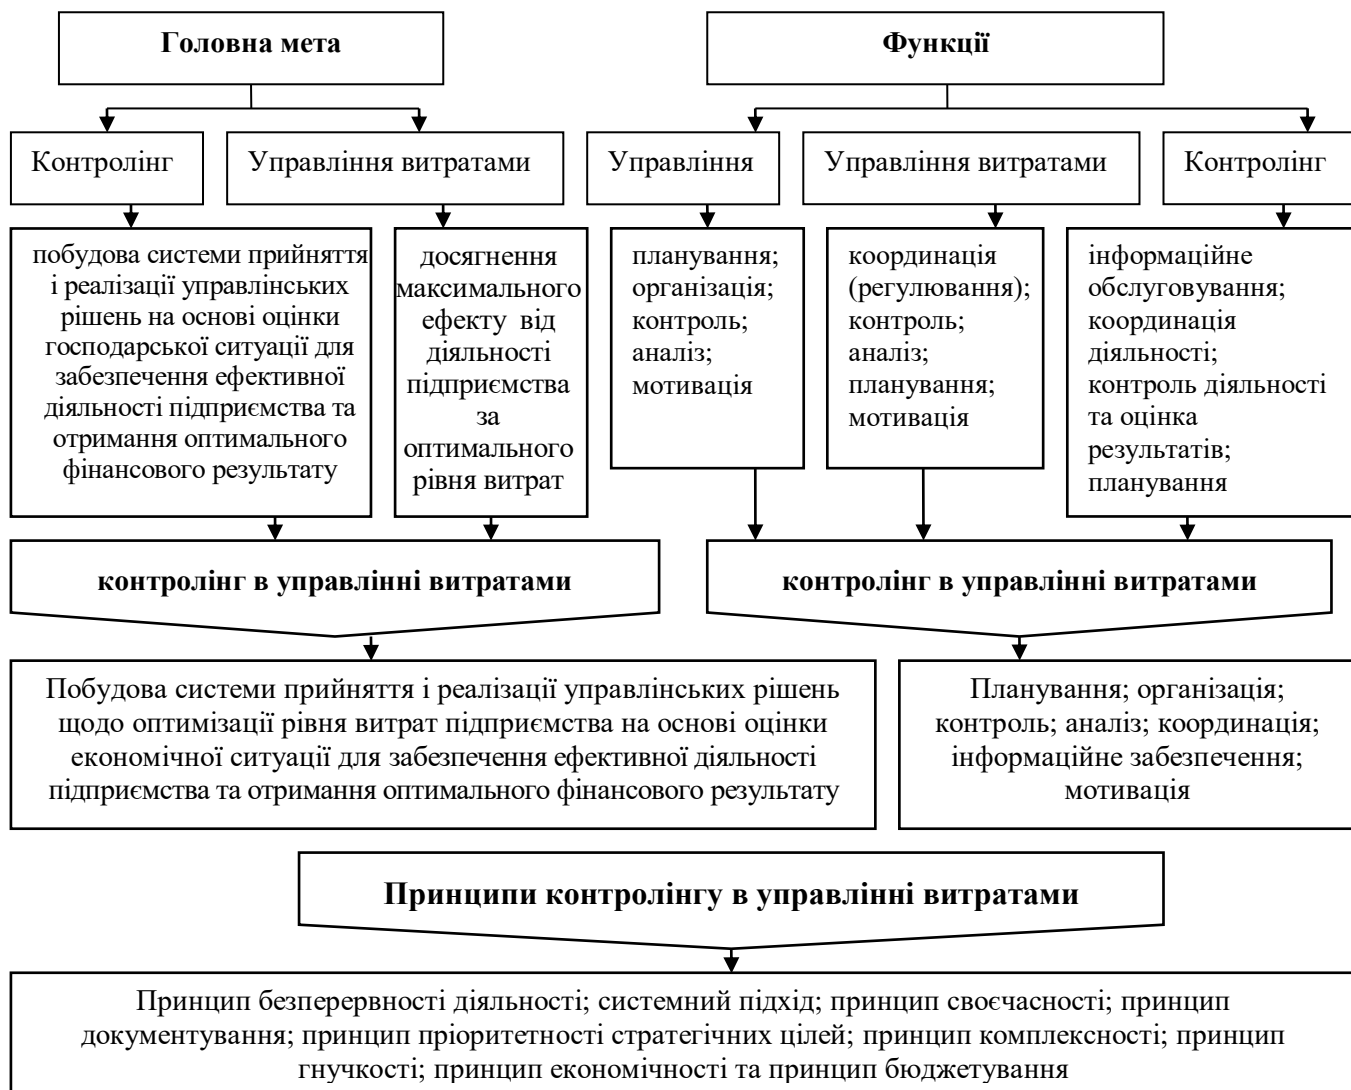 Головна мета
Функції
Контролінг
Управління витратами
Управління
Управління витратами
Контролінг
побудова системи прийняття
і реалізації управлінських
рішень на основі оцінки
господарської ситуації для
забезпечення ефективної
діяльності підприємства та
отримання оптимального
фінансового результату
досягнення
максимального
ефекту від
діяльності
підприємства
за
оптимального
рівня витрат
планування;
організація;
контроль;
аналіз;
мотивація
координація
(регулювання);
контроль;
аналіз;
планування;
мотивація
інформаційне
обслуговування;
координація
діяльності;
контроль діяльності
та оцінка
результатів;
планування
контролінг в управлінні витратами
контролінг в управлінні витратами
Побудова системи прийняття і реалізації управлінських рішень
щодо оптимізації рівня витрат підприємства на основі оцінки
економічної ситуації для забезпечення ефективної діяльності
підприємства та отримання оптимального фінансового результату
Планування; організація;
контроль; аналіз; координація;
інформаційне забезпечення;
мотивація
Принципи контролінгу в управлінні витратами
Принцип безперервності діяльності; системний підхід; принцип своєчасності; принцип
документування; принцип пріоритетності стратегічних цілей; принцип комплексності; принцип
гнучкості; принцип економічності та принцип бюджетування